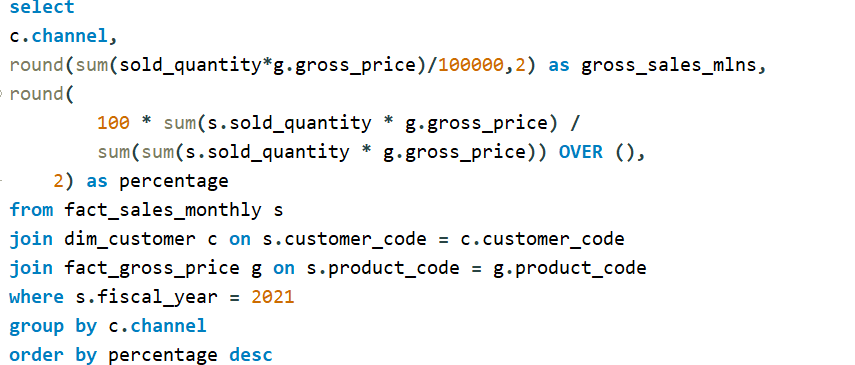 select
c.channel,
round(sum(sold_quantity*g.gross_price)/100000,2) as gross_sales_mlns,
round(
100 * sum(s.sold_quantity * g.gross_price) /
sum(sum(s.sold_quantity * g.gross_price)) OVER (),
2) as percentage
from fact_sales_monthly s
join dim_customer c on s.customer_code = c.customer_code
join fact_gross_price g on s.product_code = g.product_code
where s.fiscal_year = 2021
group by c.channel
order by percentage desc